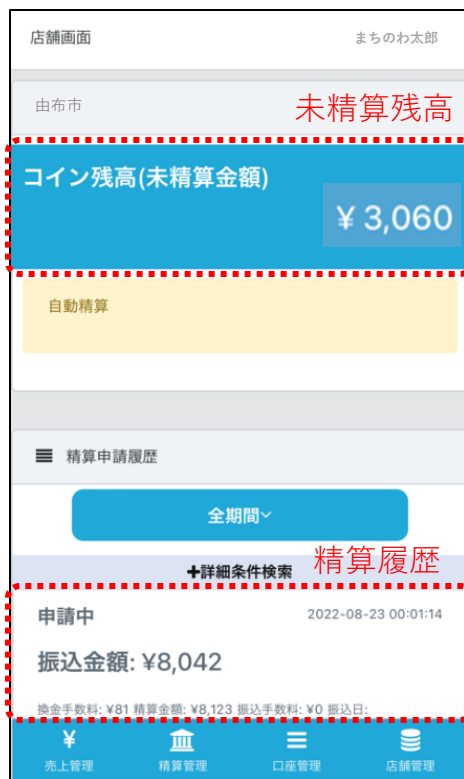 店舗画面 まちのわ太郎
由布市 未精算残高
コイン残高(未精算金額)
¥ 3,060
自動精算
精算申請履歴
全期間
精算履歴
+詳細条件検索
申請中 2022-08-23 00:01:14
振込金額: ¥8,042
換金手数料: ¥81 精算金額: ¥8,123 振込手数料: ¥0 振込日:
売上管理 精算管理 口座管理 店舗管理